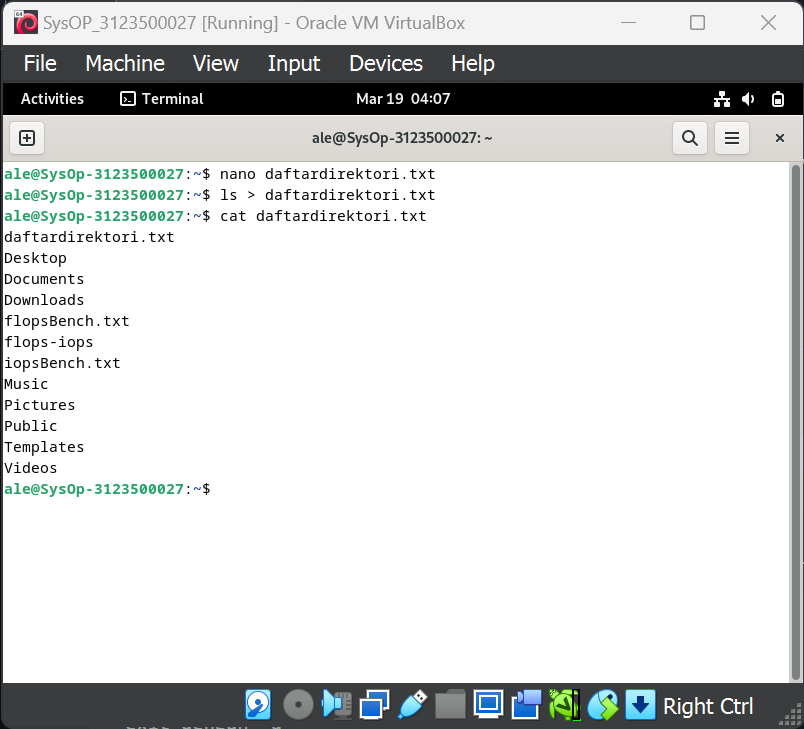 SysOP_3123500027 [Running] - Oracle VM VirtualBox
File Machine View Input Devices Help
Activities Terminal Mar 19 04:07
ale@SysOp-3123500027: ~
ale@SysOp-3123500027:~$ nano daftardirektori.txt
ale@SysOp-3123500027:~$ ls > daftardirektori.txt
ale@SysOp-3123500027:~$ cat daftardirektori.txt
daftardirektori.txt
Desktop
Documents
Downloads
flopsBench.txt
flops-iops
iopsBench.txt
Music
Pictures
Public
Templates
Videos
ale@SysOp-3123500027:~$
Right Ctrl